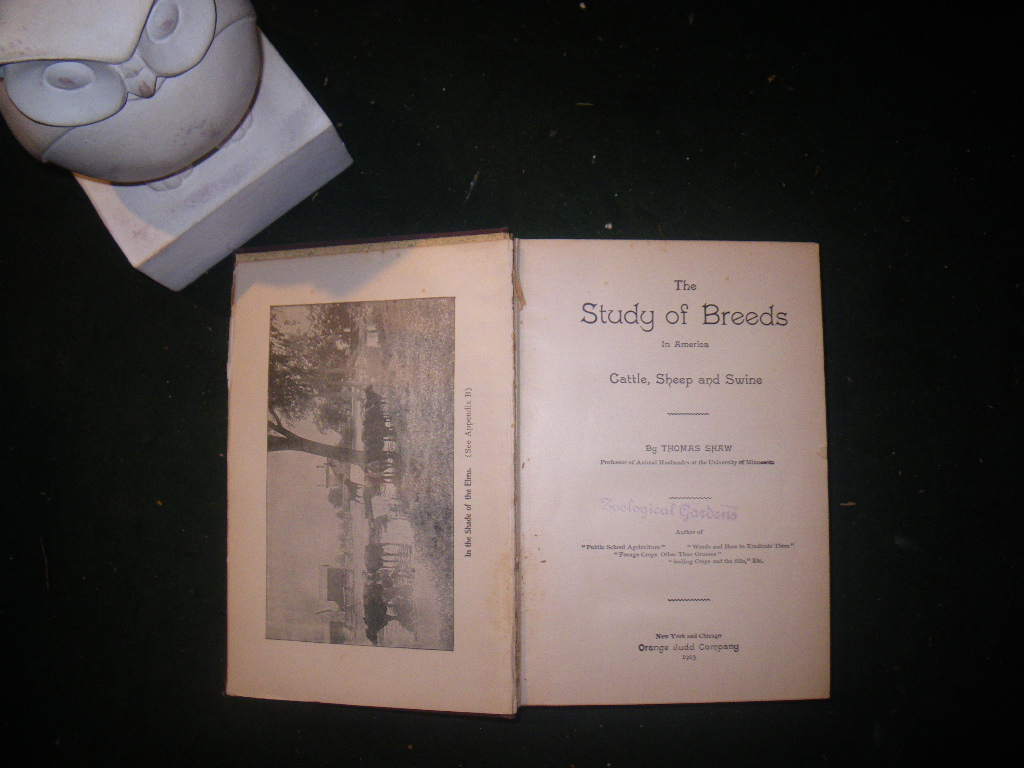 In the Shade of the Elms. (See Appendix B)
The
Study of Breeds
In America
Cattle, Sheep and Swine
By THOMAS SHAW
Professor of Animal Husbandry at the University of Minnesota
Zoological Gardens
Author of
"Public School Agriculture" "Weeds and How to Eradicate Them"
"Forage Crops Other Than Grasses"
"Soiling Crops and the Silo," Etc.
New York and Chicago
Orange Judd Company
1903